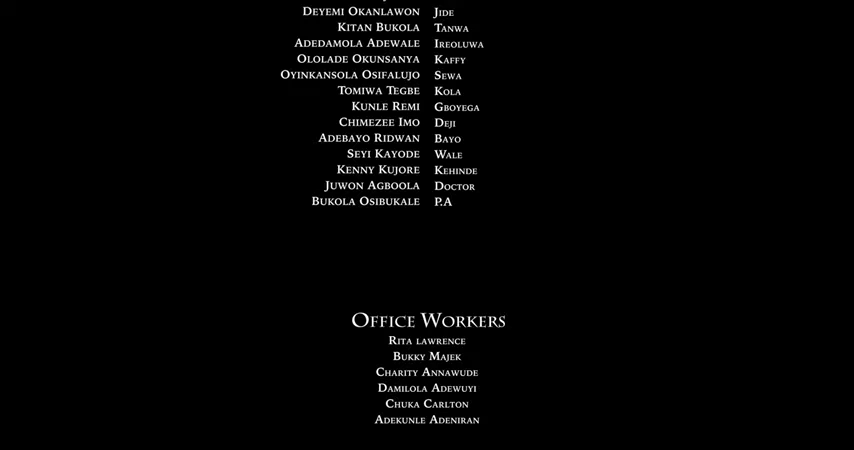 Deyemi Okanlawon Jide
Kitan Bukola Tanwa
Adedamola Adewale Ireoluwa
Ololade Okunsanya Kaffy
Oyinkansola Osifalujo Sewa
Tomiwa Tegbe Kola
Kunle Remi Gboyega
Chimezee Imo Deji
Adebayo Ridwan Bayo
Seyi Kayode Wale
Kenny Kujore Kehinde
Juwon Agboola Doctor
Bukola Osibukale P.A
Office Workers
Rita lawrence
Bukky Majek
Charity Annawude
Damilola Adewuyi
Chuka Carlton
Adekunle Adeniran